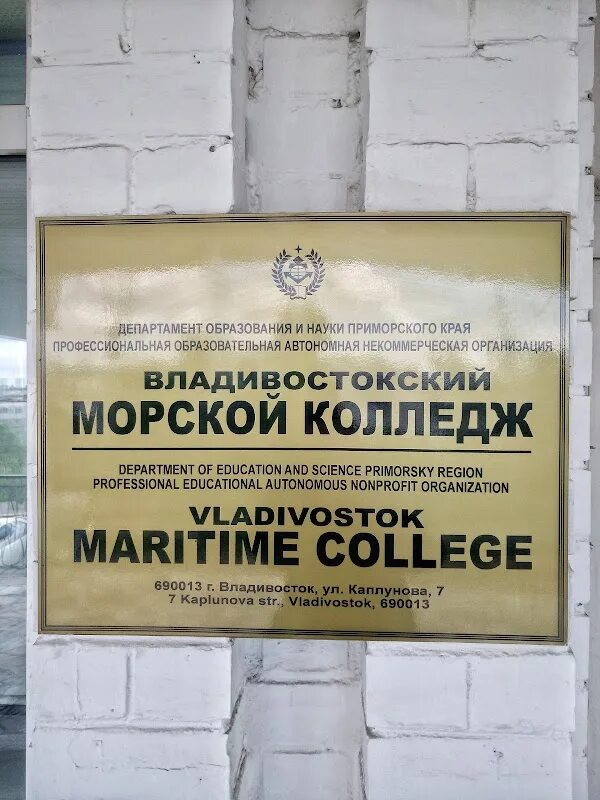 ДЕПАРТАМЕНТ ОБРАЗОВАНИЯ И НАУКИ ПРИМОРСКОГО КРАЯ
ПРОФЕССИОНАЛЬНАЯ ОБРАЗОВАТЕЛЬНАЯ АВТОНОМНАЯ НЕКОММЕРЧЕСКАЯ ОРГАНИЗАЦИЯ
ВЛАДИВОСТОКСКИЙ
МОРСКОЙ КОЛЛЕДЖ
DEPARTMENT OF EDUCATION AND SCIENCE PRIMORSKY REGION
PROFESSIONAL EDUCATIONAL AUTONOMOUS NONPROFIT ORGANIZATION
VLADIVOSTOK
MARITIME COLLEGE
690013 г. Владивосток, ул. Каплунова, 7
7 Kaplunova str., Vladivostok, 690013